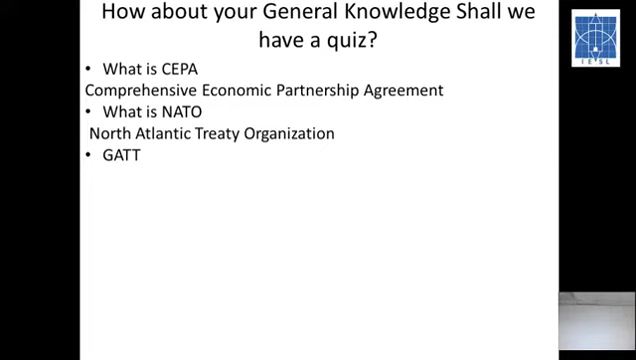 How about your General Knowledge Shall we
have a quiz?
• What is CEPA
Comprehensive Economic Partnership Agreement
• What is NATO
North Atlantic Treaty Organization
• GATT
IESL